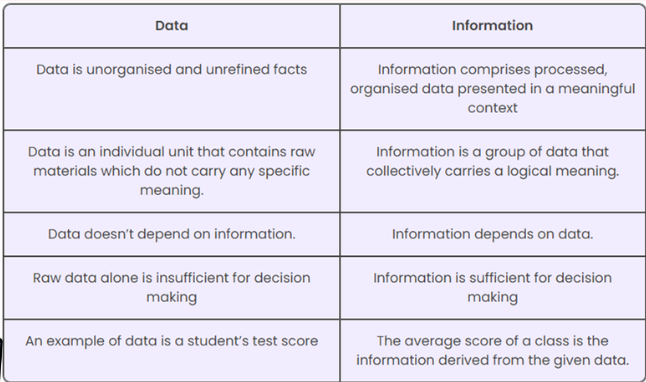 Data
Information
Data is unorganised and unrefined facts
Information comprises processed,
organised data presented in a meaningful
context
Data is an individual unit that contains raw
materials which do not carry any specific
meaning.
Information is a group of data that
collectively carries a logical meaning.
Data doesn't depend on information.
Information depends on data.
Raw data alone is insufficient for decision
making
Information is sufficient for decision
making
An example of data is a student's test score
The average score of a class is the
information derived from the given data.